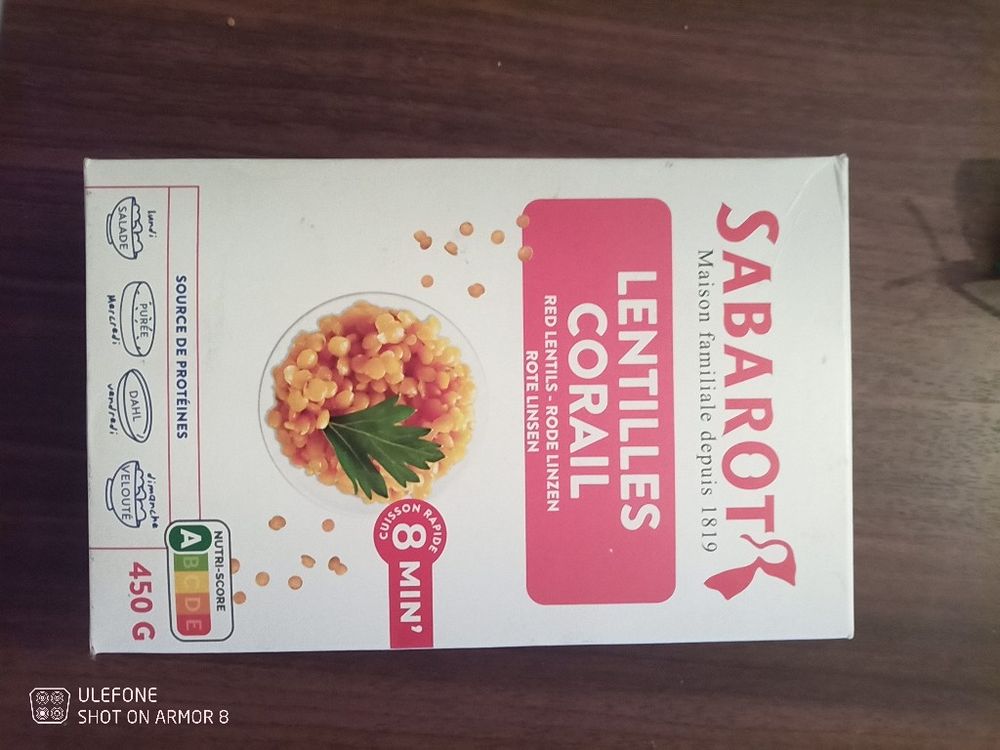 SABAROT
Maison familiale depuis 1819
LENTILLES
CORAIL
RED LENTILS - RODE LINZEN
ROTE LINSEN
CUISSON RAPIDE
8 MIN'
SOURCE DE PROTÉINES
NUTRI-SCORE
A B C D E
lundi
SALADE
PURÉE
Mercredi
DAHL
vendredi
dimanche
VELOUTÉ
450 G
ULEFONE
SHOT ON ARMOR 8